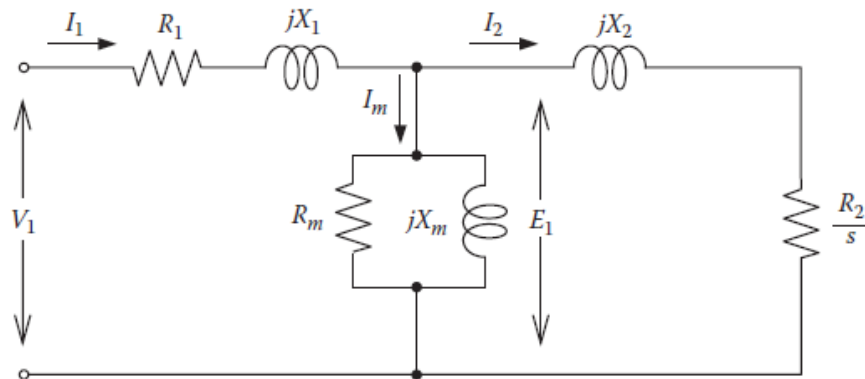 I₁
R₁
jX₁
I₂
jX₂
Iₘ
V₁
Rₘ
jXₘ
E₁
R₂
s